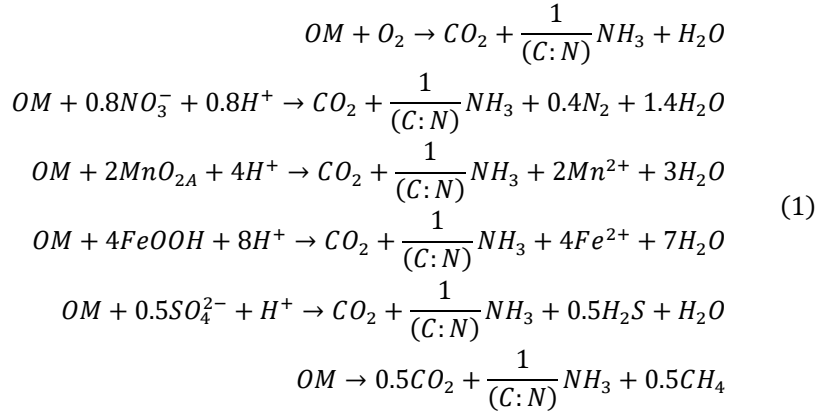 OM + O₂ → CO₂ + 1/(C:N) NH₃ + H₂O
OM + 0.8NO₃⁻ + 0.8H⁺ → CO₂ + 1/(C:N) NH₃ + 0.4N₂ + 1.4H₂O
OM + 2MnO₂A + 4H⁺ → CO₂ + 1/(C:N) NH₃ + 2Mn²⁺ + 3H₂O
(1)
OM + 4FeOOH + 8H⁺ → CO₂ + 1/(C:N) NH₃ + 4Fe²⁺ + 7H₂O
OM + 0.5SO₄²⁻ + H⁺ → CO₂ + 1/(C:N) NH₃ + 0.5H₂S + H₂O
OM → 0.5CO₂ + 1/(C:N) NH₃ + 0.5CH₄